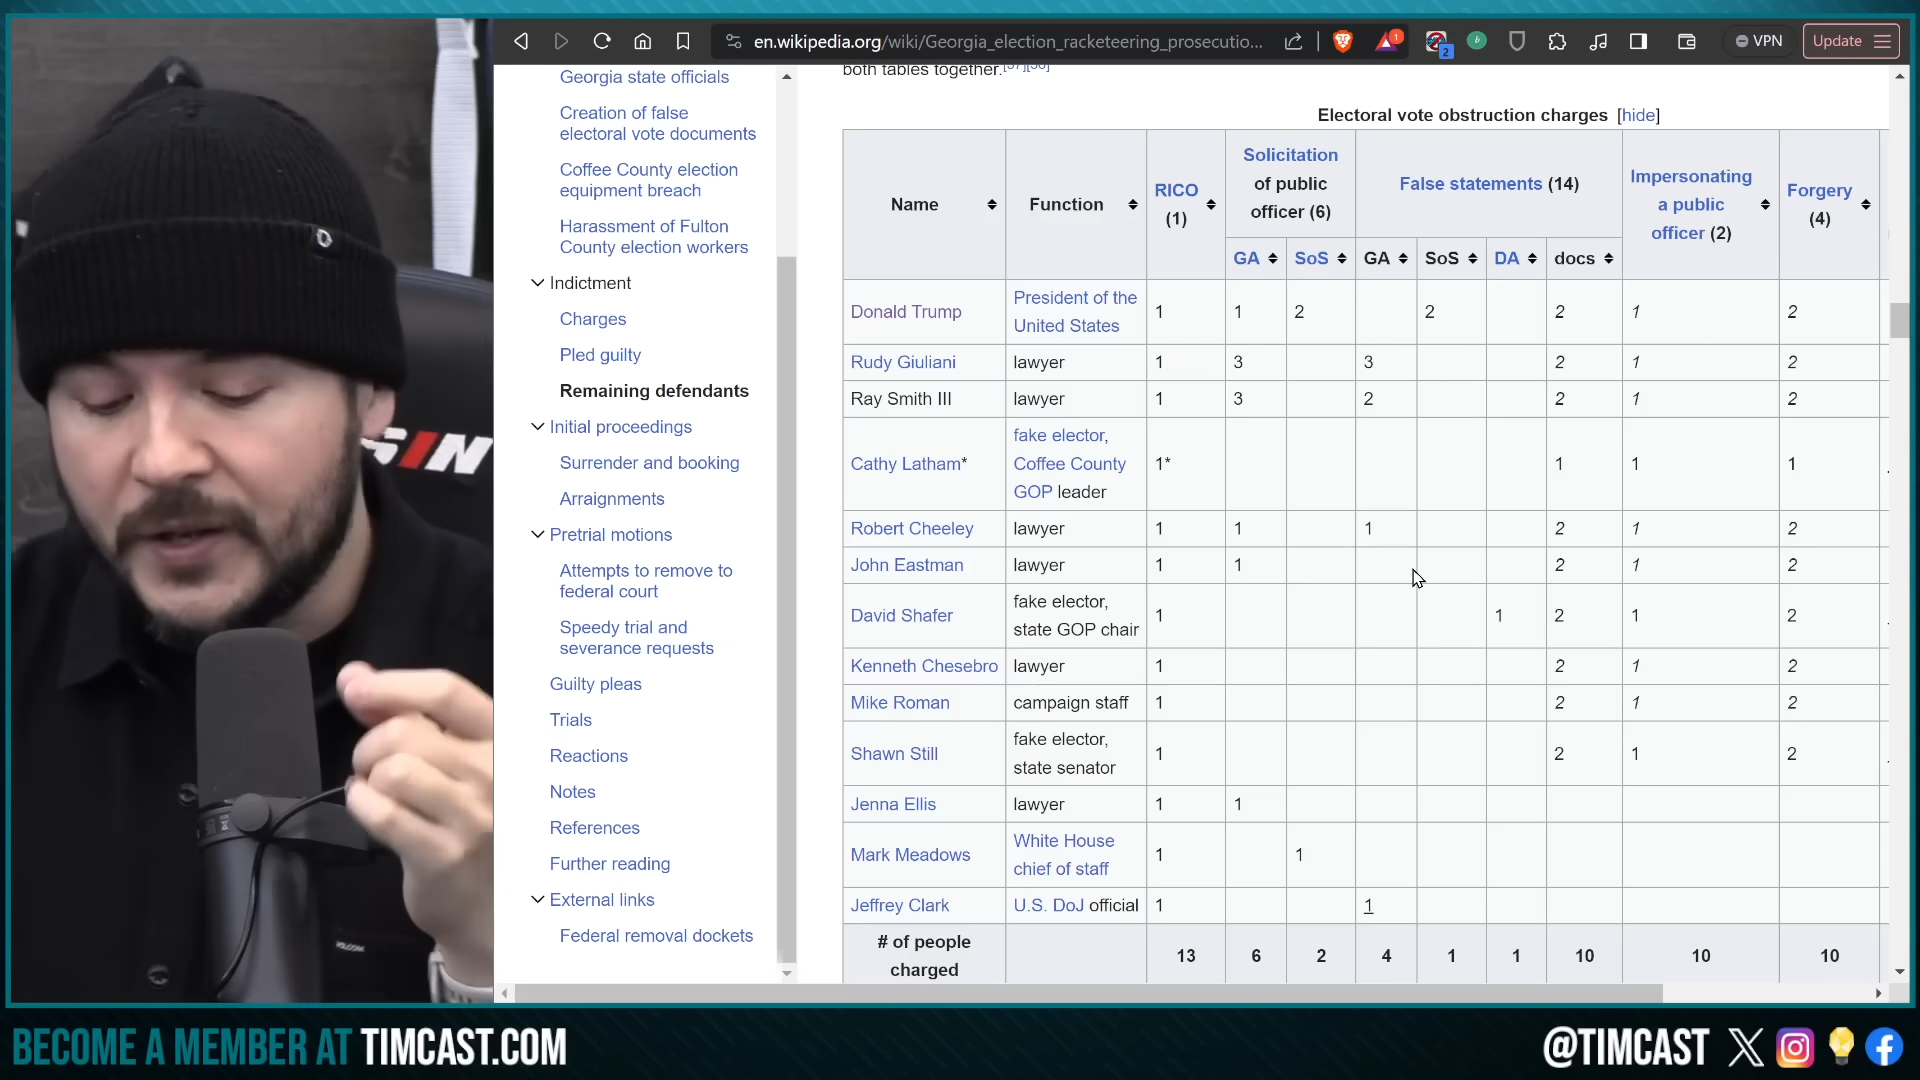 en.wikipedia.org/wiki/Georgia_election_racketeering_prosecutio...
1
2
b
VPN
Update
Georgia state officials
Creation of false
electoral vote documents
Coffee County election
equipment breach
Harassment of Fulton
County election workers
Indictment
Charges
Pled guilty
Remaining defendants
Initial proceedings
Surrender and booking
Arraignments
Pretrial motions
Attempts to remove to
federal court
Speedy trial and
severance requests
Guilty pleas
Trials
Reactions
Notes
References
Further reading
External links
Federal removal dockets
both tables together.[37][38]
Electoral vote obstruction charges [hide]
Name
Function
RICO
(1)
Solicitation
of public
officer (6)
False statements (14)
Impersonating
a public
officer (2)
Forgery
(4)
GA SoS GA SoS DA docs
Donald Trump President of the United States 1 1 2 2 2 1 2
Rudy Giuliani lawyer 1 3 3 2 1 2
Ray Smith III lawyer 1 3 2 2 1 2
Cathy Latham* fake elector, Coffee County GOP leader 1* 1 1 1
Robert Cheeley lawyer 1 1 1 2 1 2
John Eastman lawyer 1 1 2 1 2
David Shafer fake elector, state GOP chair 1 1 2 1 2
Kenneth Chesebro lawyer 1 2 1 2
Mike Roman campaign staff 1 2 1 2
Shawn Still fake elector, state senator 1 2 1 2
Jenna Ellis lawyer 1 1
Mark Meadows White House chief of staff 1 1
Jeffrey Clark U.S. DoJ official 1 1
# of people charged 13 6 2 4 1 1 10 10 10
SIN
BECOME A MEMBER AT TIMCAST.COM
@TIMCAST